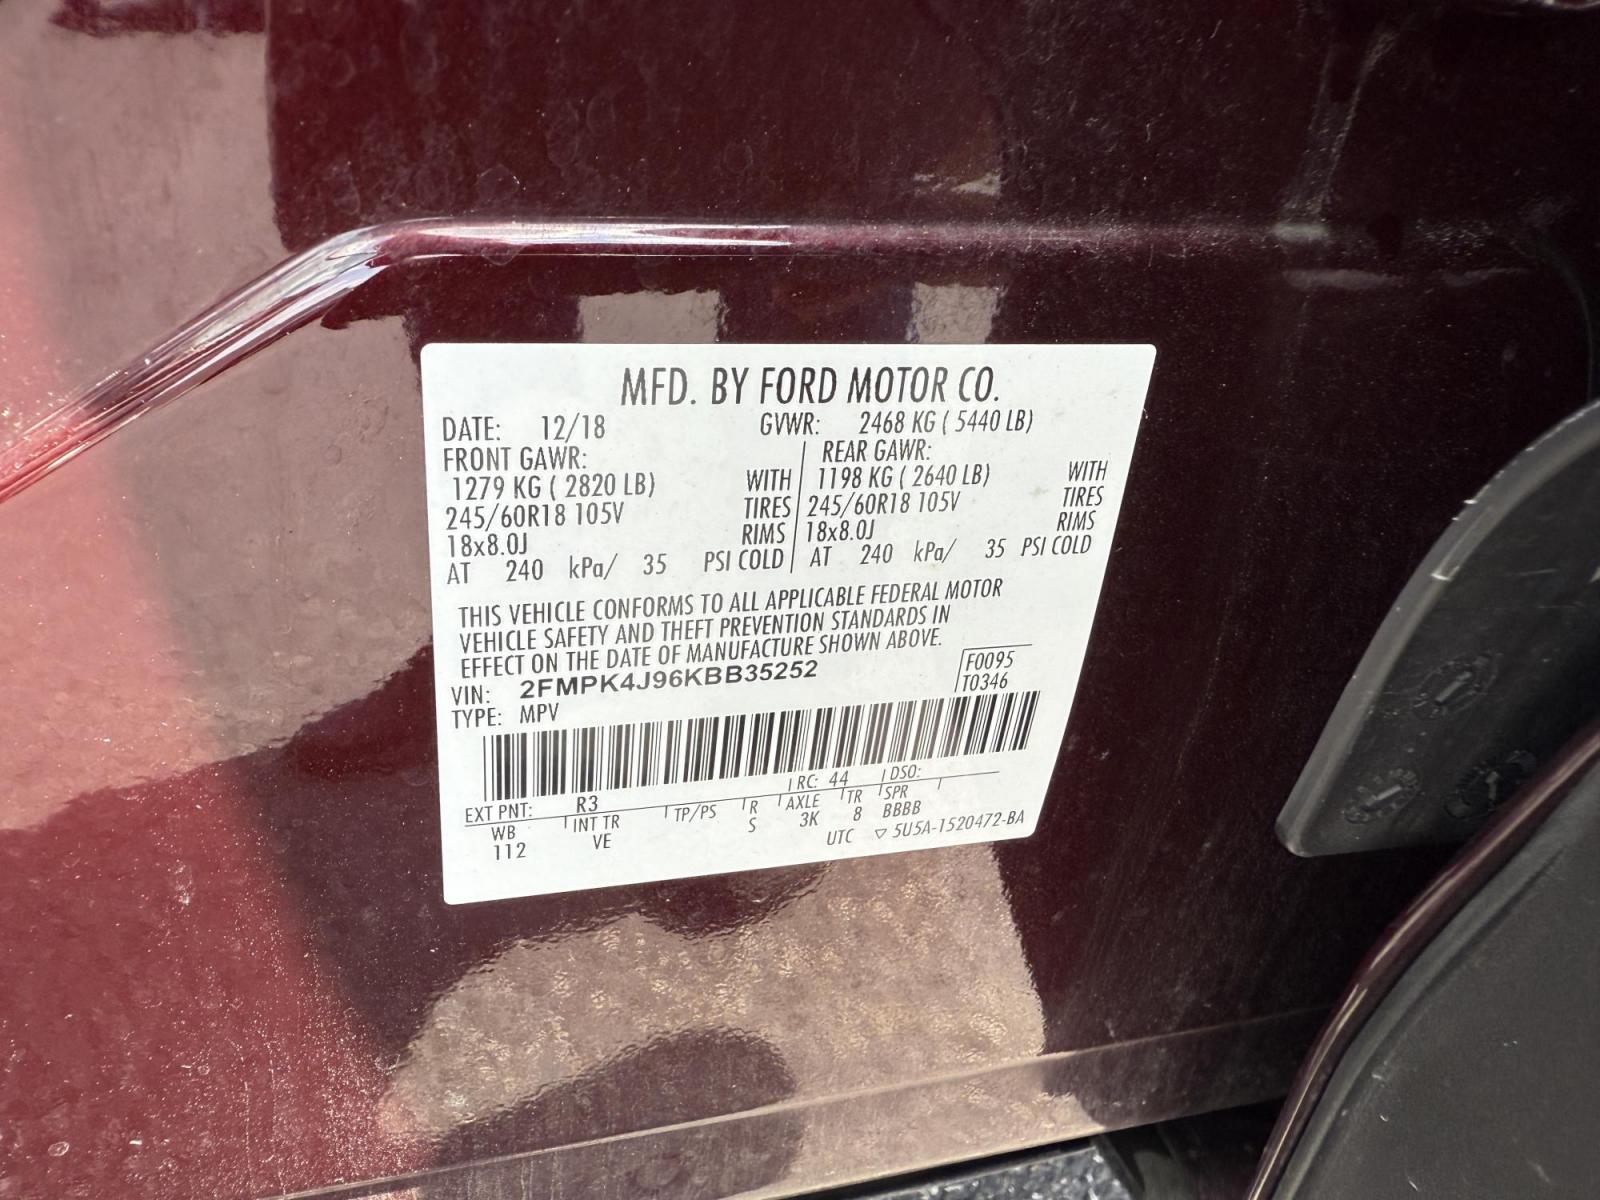 MFD. BY FORD MOTOR CO.
DATE: 12/18 GVWR: 2468 KG ( 5440 LB)
FRONT GAWR: REAR GAWR:
1279 KG ( 2820 LB) WITH 1198 KG ( 2640 LB) WITH
245/60R18 105V TIRES 245/60R18 105V TIRES
18x8.0J RIMS 18x8.0J RIMS
AT 240 kPa/ 35 PSI COLD AT 240 kPa/ 35 PSI COLD
THIS VEHICLE CONFORMS TO ALL APPLICABLE FEDERAL MOTOR
VEHICLE SAFETY AND THEFT PREVENTION STANDARDS IN
EFFECT ON THE DATE OF MANUFACTURE SHOWN ABOVE.
VIN: 2FMPK4J96KBB35252 F0095
TYPE: MPV T0346
EXT PNT: R3 RC: 44 DSO:
WB INT TR TP/PS R AXLE TR SPR
112 VE S 3K 8 BBBB
UTC ▽ 5U5A-1520472-BA